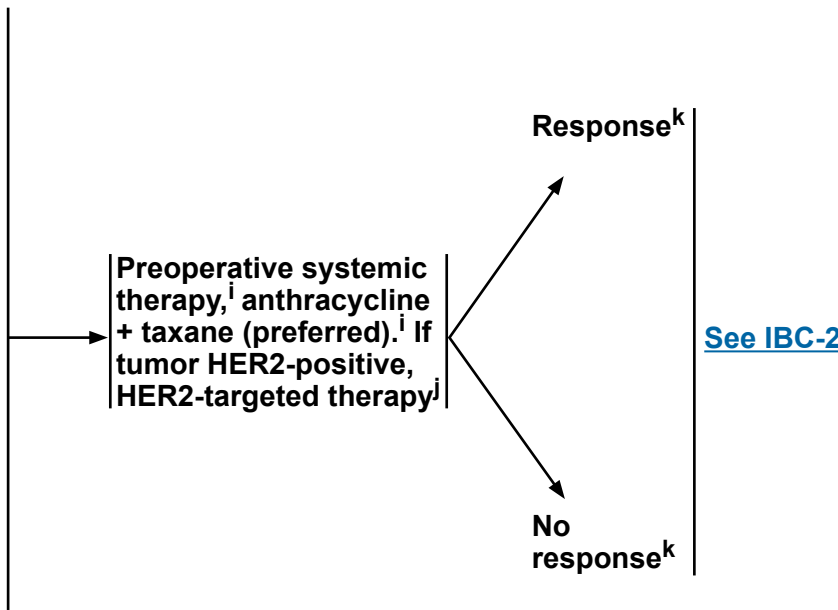 Response^k
Preoperative systemic
therapy,^i anthracycline
+ taxane (preferred).^i If
tumor HER2-positive,
HER2-targeted therapy^j
See IBC-2
No
response^k